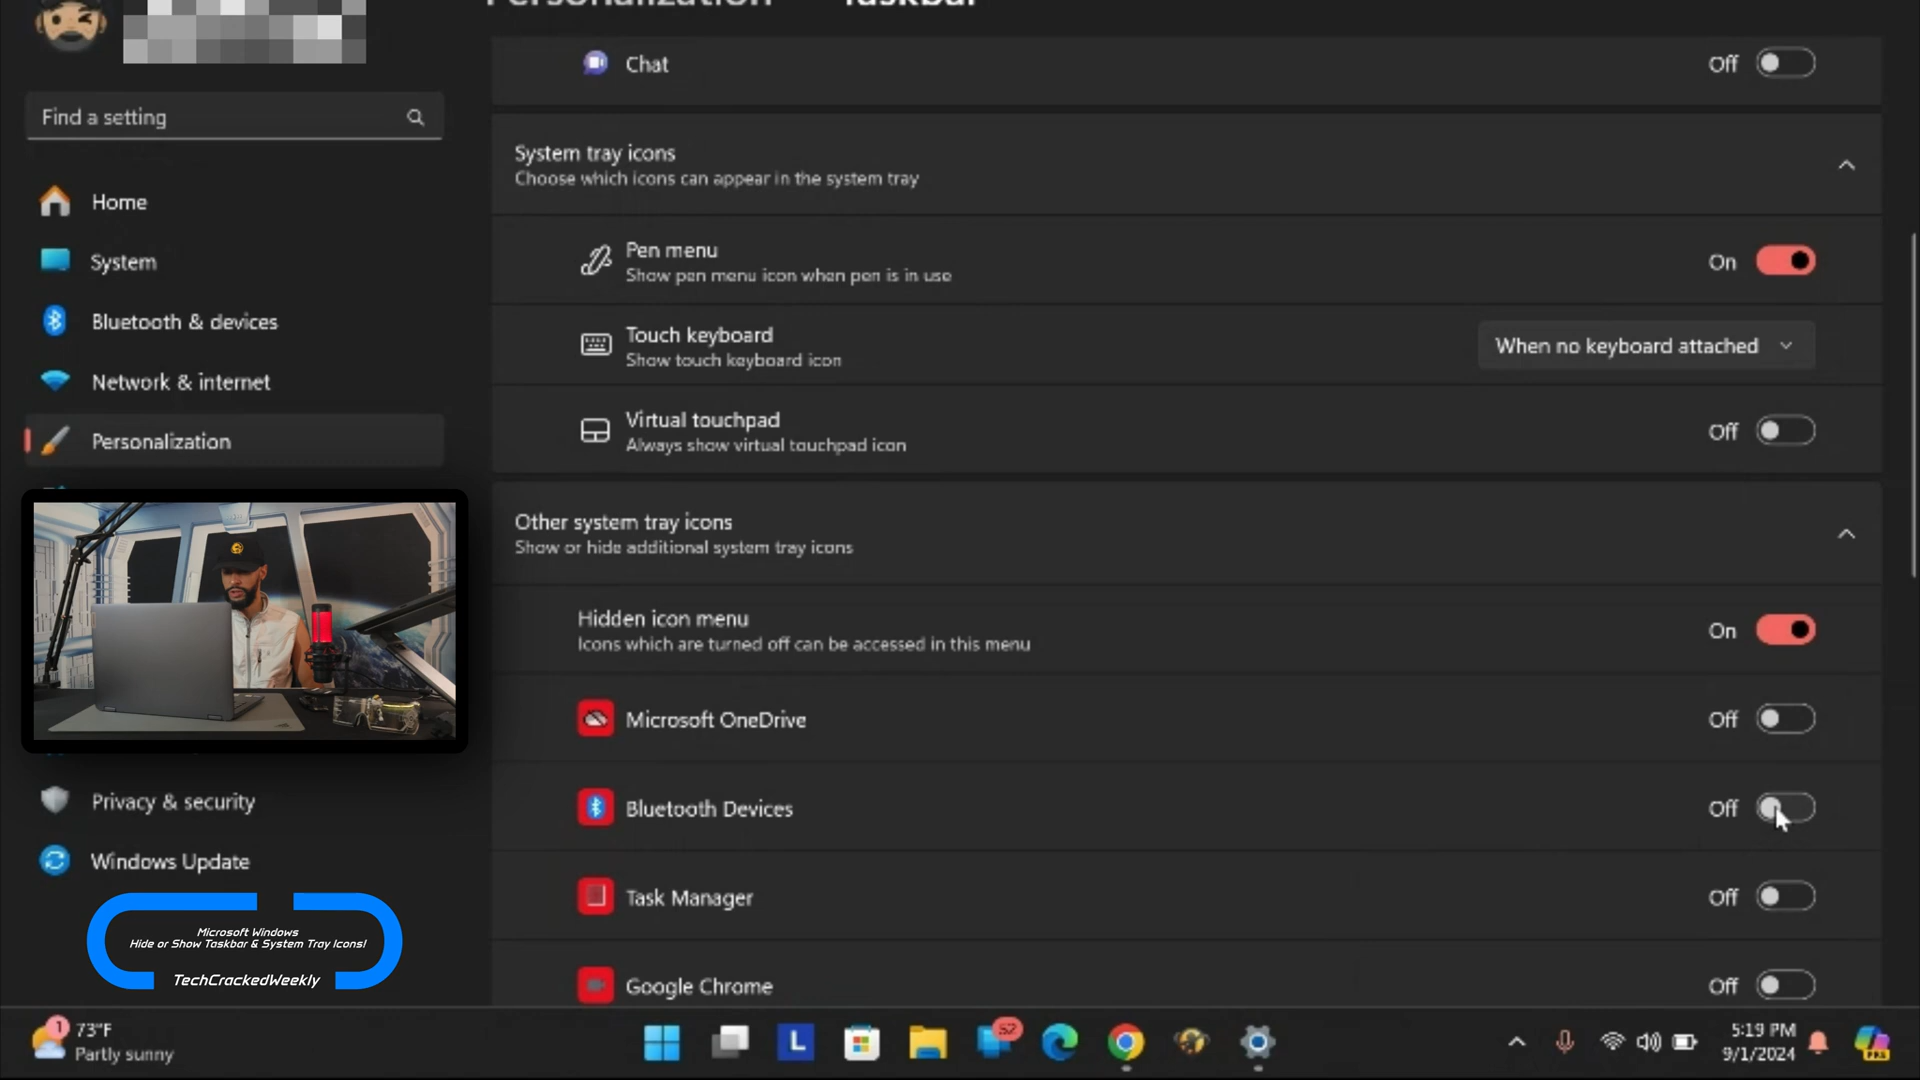 Personalization
Taskbar
Chat
Off
Find a setting
System tray icons
Choose which icons can appear in the system tray
Home
Pen menu
Show pen menu icon when pen is in use
On
System
Bluetooth & devices
Touch keyboard
Show touch keyboard icon
When no keyboard attached
Network & internet
Virtual touchpad
Always show virtual touchpad icon
Off
Personalization
Other system tray icons
Show or hide additional system tray icons
Hidden icon menu
Icons which are turned off can be accessed in this menu
On
Microsoft OneDrive
Off
Privacy & security
Bluetooth Devices
Off
Windows Update
Task Manager
Off
Microsoft Windows
Hide or Show Taskbar & System Tray Icons!
TechCrackedWeekly
Google Chrome
Off
1
73°F
Partly sunny
L
52
5:19 PM
9/1/2024